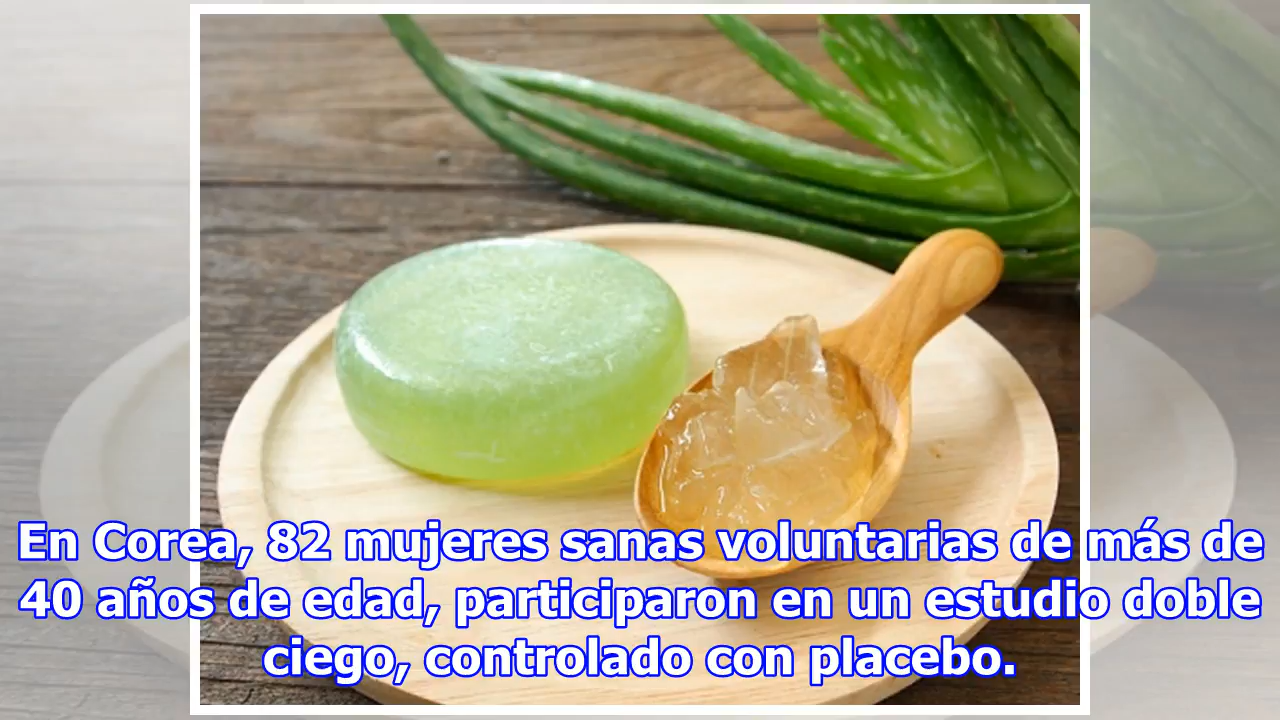 En Corea, 82 mujeres sanas voluntarias de más de
40 años de edad, participaron en un estudio doble
ciego, controlado con placebo.